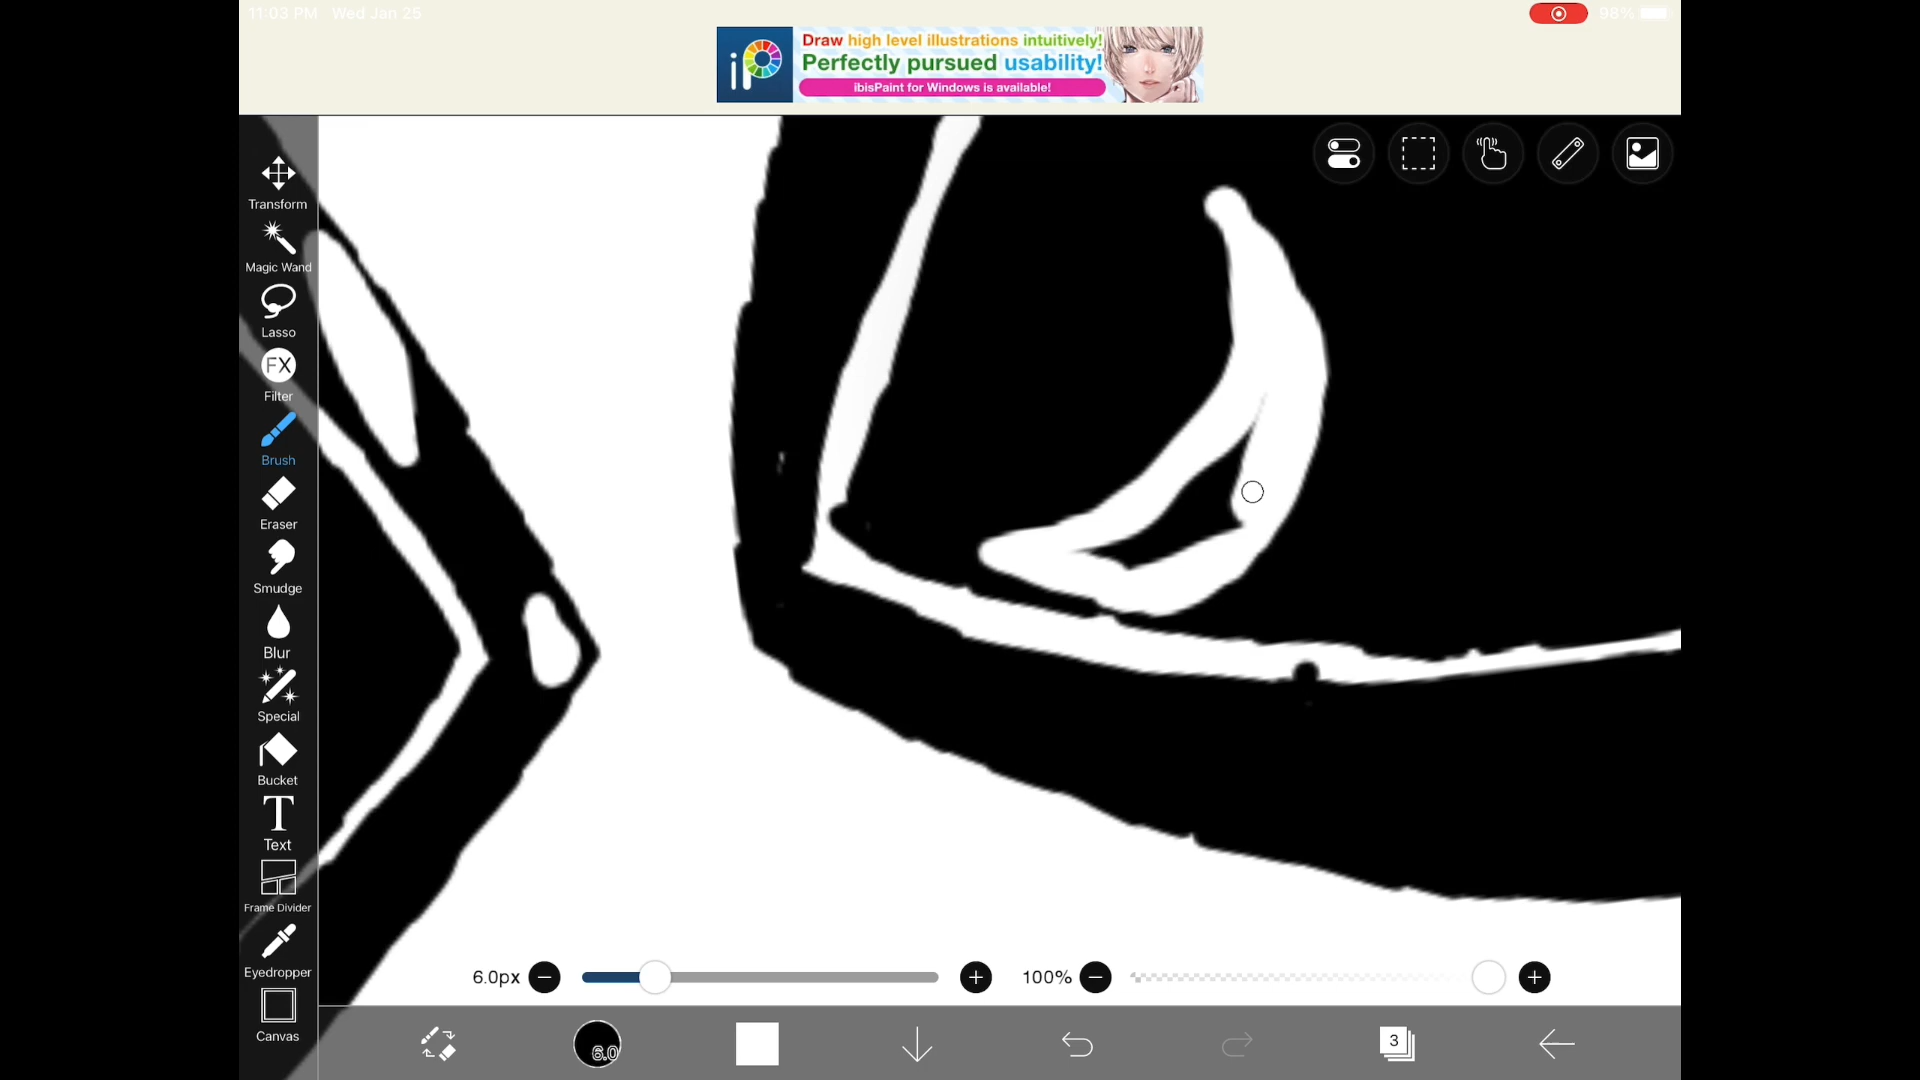 11:03 PM Wed Jan 25
98%
iP
Draw high level illustrations intuitively!
Perfectly pursued usability!
ibisPaint for Windows is available!
Transform
Magic Wand
Lasso
FX
Filter
Brush
Eraser
Smudge
Blur
Special
Bucket
T
Text
Frame Divider
Eyedropper
Canvas
6.0px
100%
6.0
3